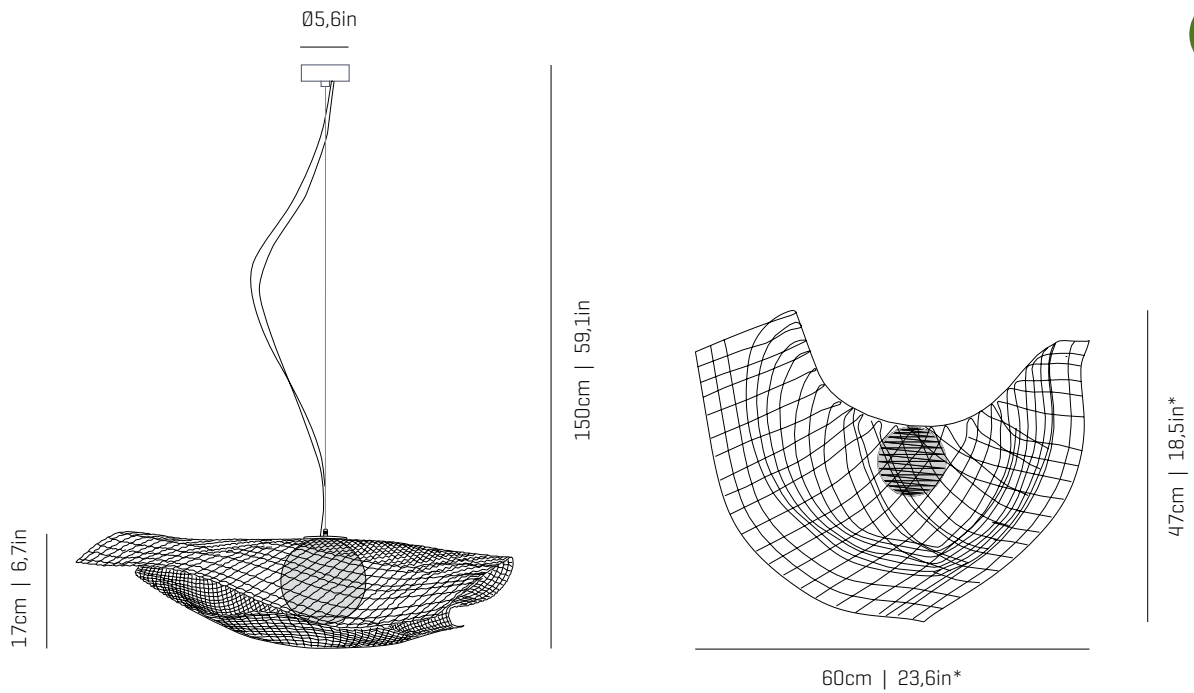 Ø5,6in
150cm | 59,1in
17cm | 6,7in
47cm | 18,5in*
60cm | 23,6in*